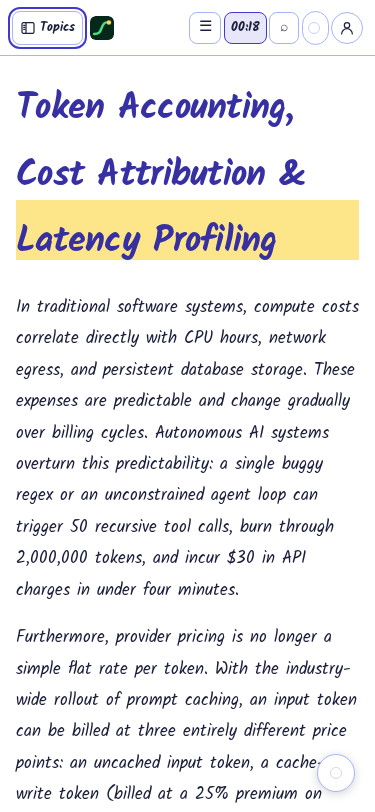 Topics
00:18
Token Accounting,
Cost Attribution &
Latency Profiling
In traditional software systems, compute costs
correlate directly with CPU hours, network
egress, and persistent database storage. These
expenses are predictable and change gradually
over billing cycles. Autonomous AI systems
overturn this predictability: a single buggy
regex or an unconstrained agent loop can
trigger 50 recursive tool calls, burn through
2,000,000 tokens, and incur $30 in API
charges in under four minutes.
Furthermore, provider pricing is no longer a
simple flat rate per token. With the industry-
wide rollout of prompt caching, an input token
can be billed at three entirely different price
points: an uncached input token, a cache-
write token (billed at a 25% premium on